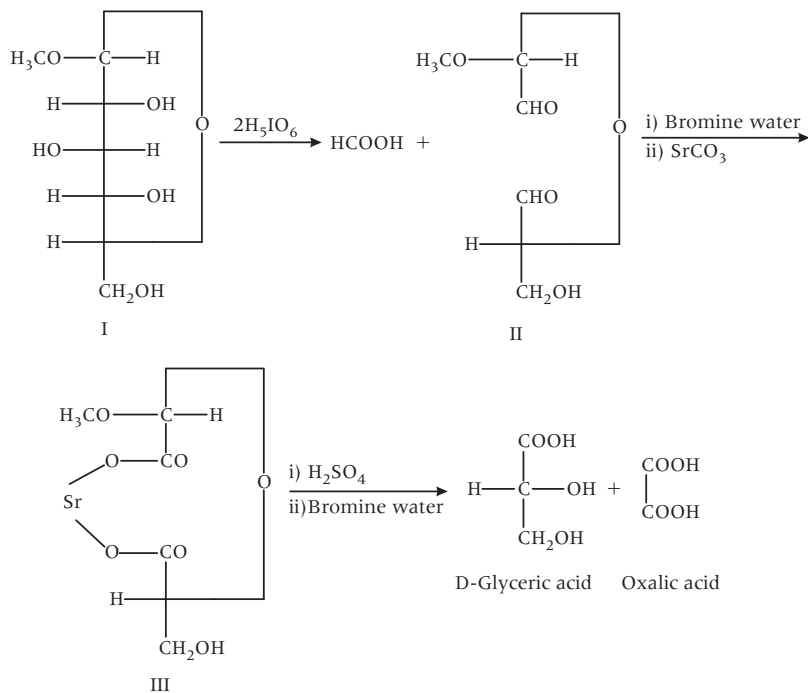 H3CO C H
H OH
HO H
H OH
H
CH2OH
O
I
2H5IO6
HCOOH +
H3CO C H
CHO
O
CHO
H
CH2OH
II
i) Bromine water
ii) SrCO3
H3CO C H
O CO
Sr
O CO
O
H
CH2OH
III
i) H2SO4
ii)Bromine water
COOH
H C OH
CH2OH
+
COOH
COOH
D-Glyceric acid Oxalic acid